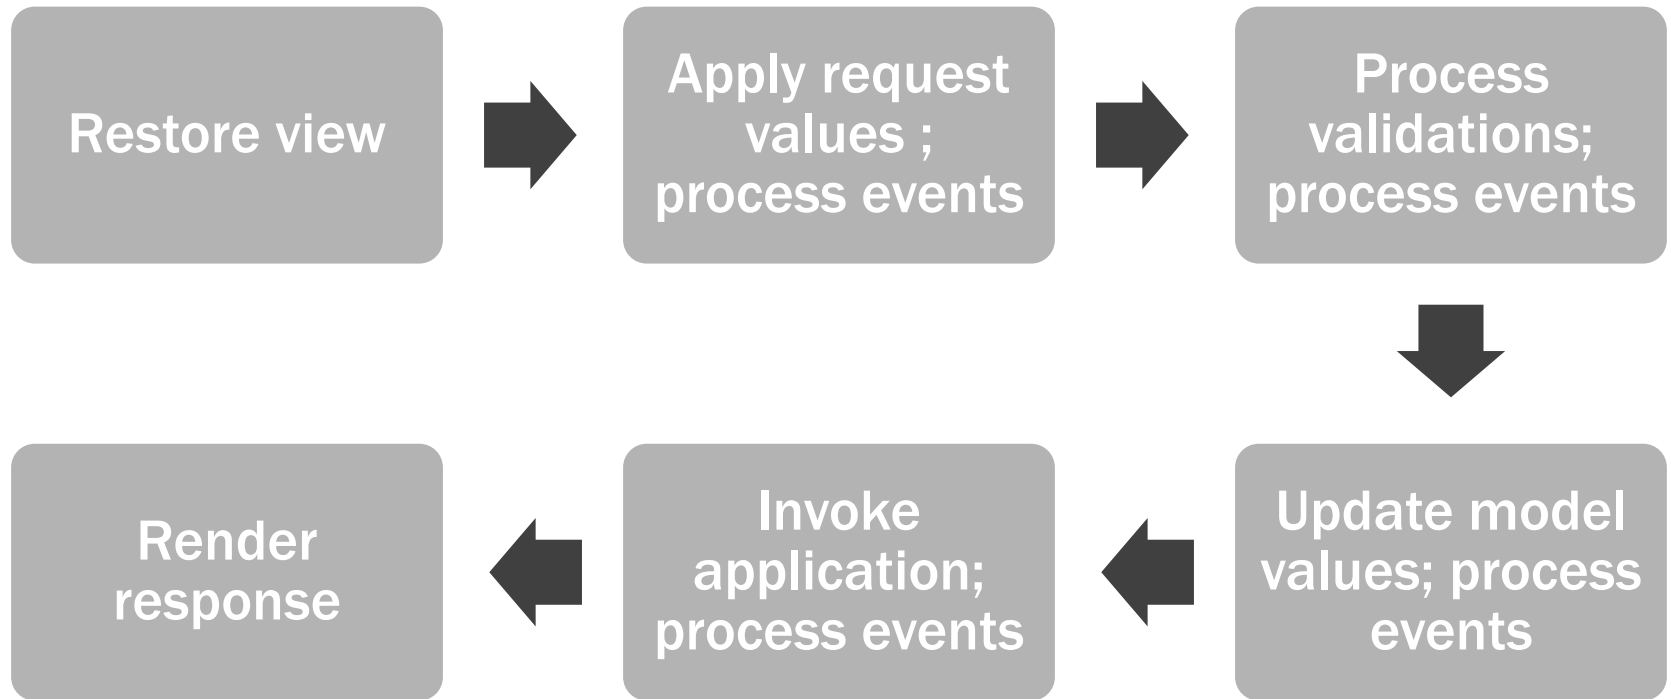 Restore view
Apply request
values ;
process events
Process
validations;
process events
Update model
values; process
events
Invoke
application;
process events
Render
response